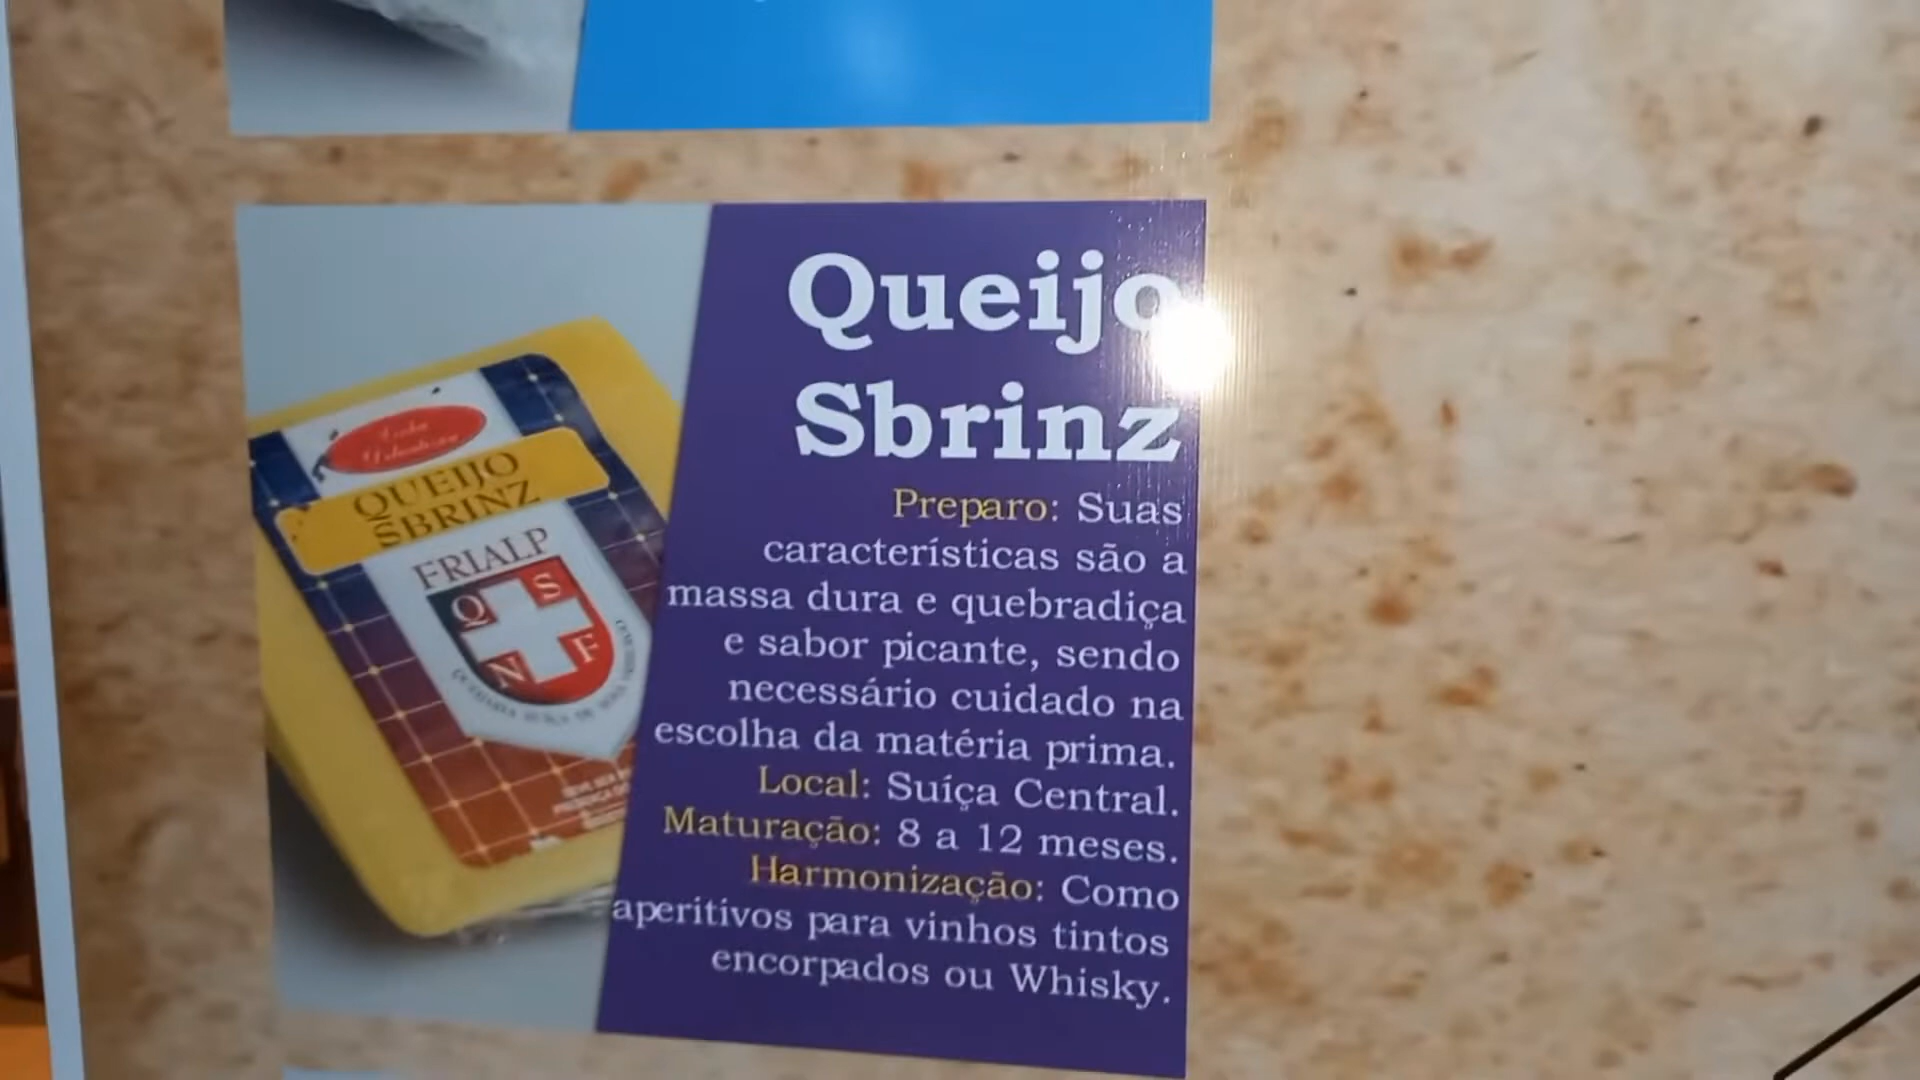 Queijo
Sbrinz
Preparo: Suas
características são a
massa dura e quebradiça
e sabor picante, sendo
necessário cuidado na
escolha da matéria prima.
Local: Suíça Central.
Maturação: 8 a 12 meses.
Harmonização: Como
aperitivos para vinhos tintos
encorpados ou Whisky.
QUEIJO
SBRINZ
FRIALP
Q S
N F